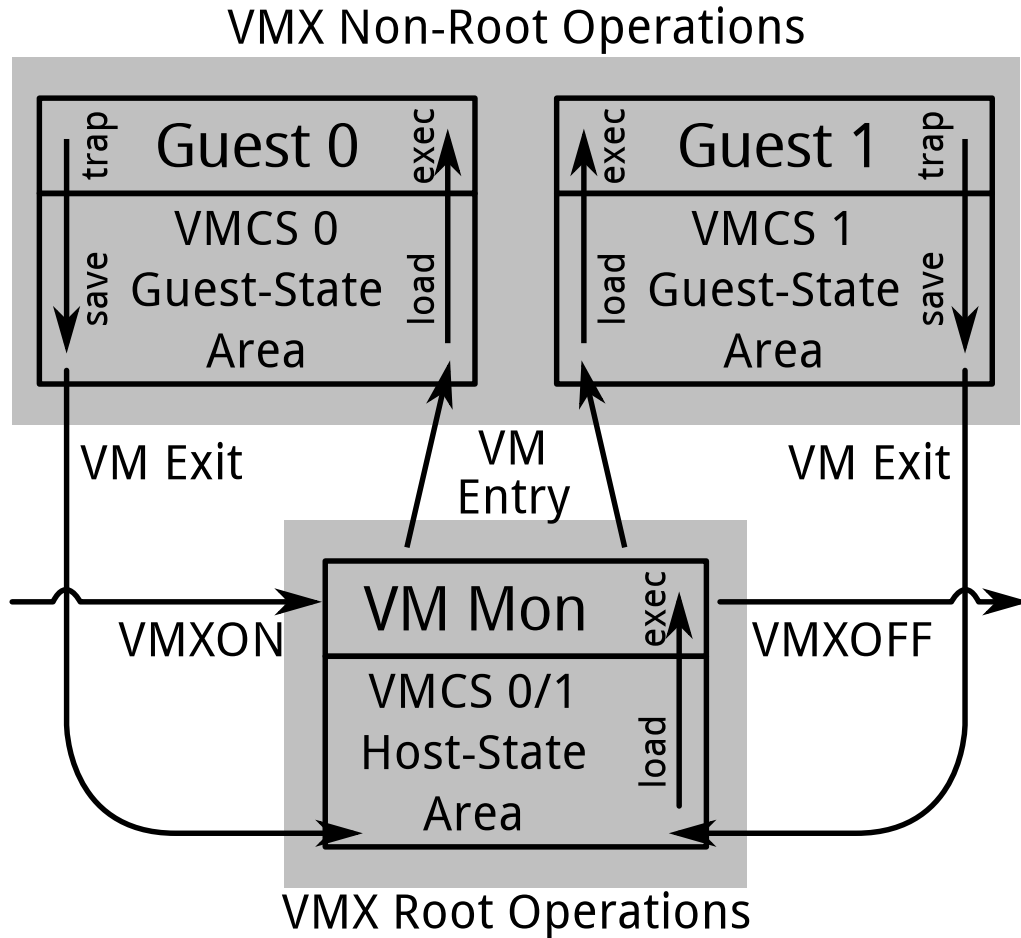 VMX Non-Root Operations
trap
Guest 0
exec
save
VMCS 0
Guest-State
Area
load
exec
Guest 1
trap
load
VMCS 1
Guest-State
Area
save
VM Exit
VM
Entry
VM Exit
VMXON
VM Mon
exec
VMXOFF
VMCS 0/1
Host-State
Area
load
VMX Root Operations